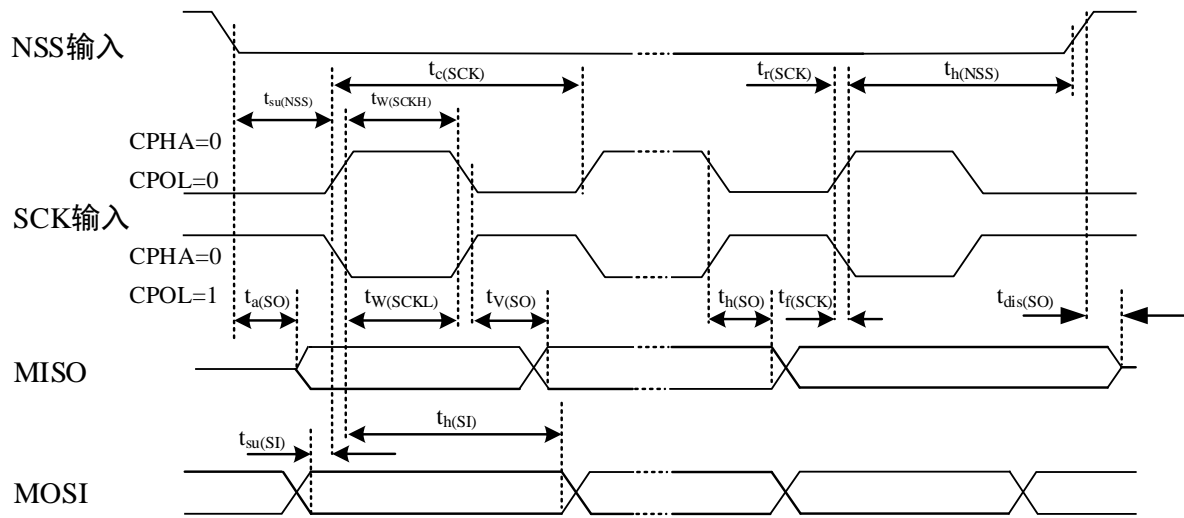 NSS输入
tc(SCK)
tr(SCK)
th(NSS)
tsu(NSS)
tW(SCKH)
CPHA=0
CPOL=0
SCK输入
CPHA=0
CPOL=1
ta(SO)
tW(SCKL)
tV(SO)
th(SO)
tf(SCK)
tdis(SO)
MISO
th(SI)
tsu(SI)
MOSI